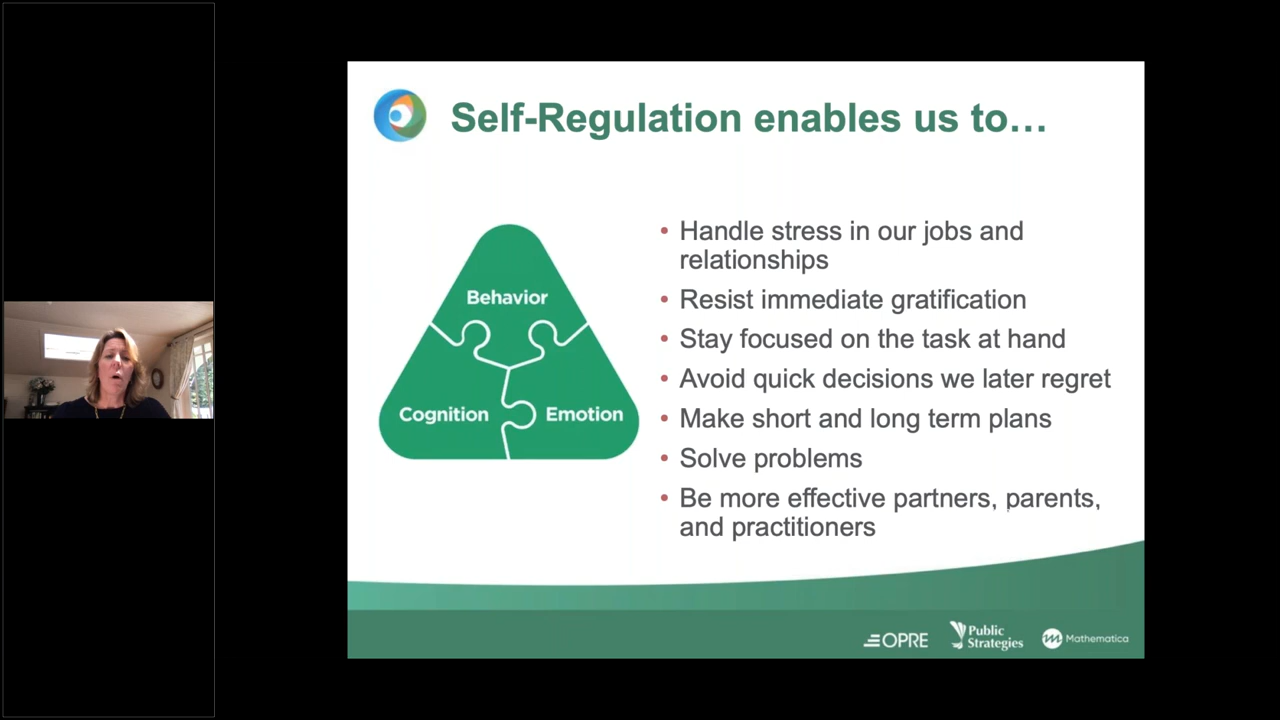 Self-Regulation enables us to…
Behavior
Cognition
Emotion
• Handle stress in our jobs and
relationships
• Resist immediate gratification
• Stay focused on the task at hand
• Avoid quick decisions we later regret
• Make short and long term plans
• Solve problems
• Be more effective partners, parents,
and practitioners
OPRE
Public
Strategies
m Mathematica